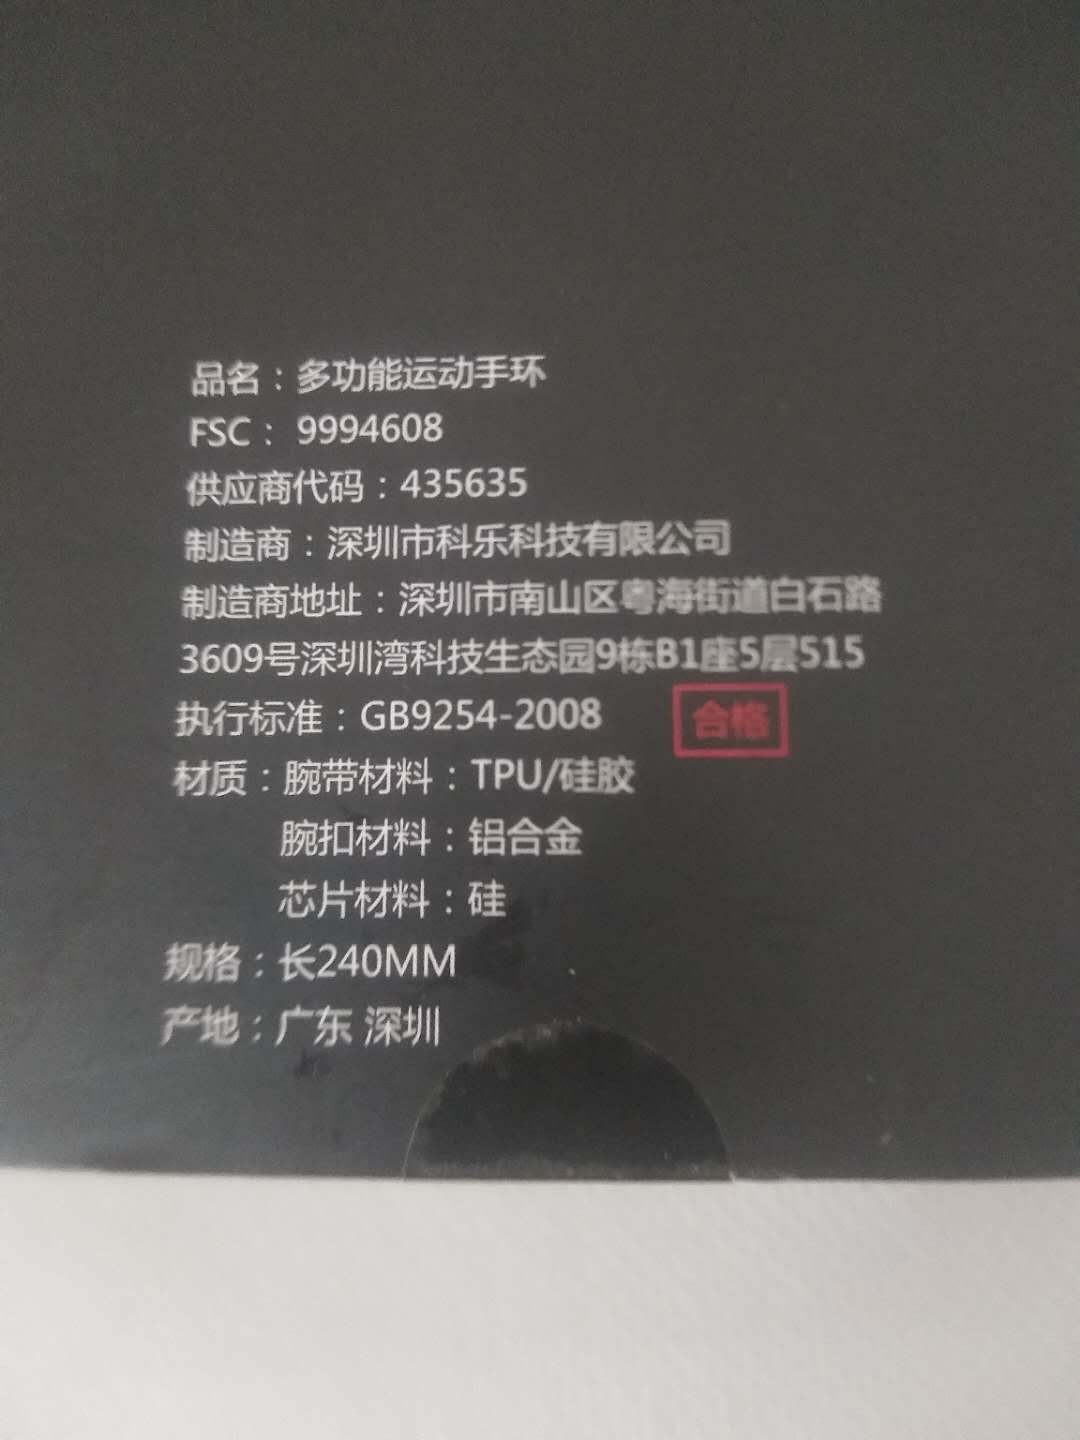 品名：多功能运动手环
FSC： 9994608
供应商代码：435635
制造商：深圳市科乐科技有限公司
制造商地址：深圳市南山区粤海街道白石路
3609号深圳湾科技生态园9栋B1座5层515
执行标准：GB9254-2008 合格
材质：腕带材料：TPU/硅胶
腕扣材料：铝合金
芯片材料：硅
规格：长240MM
产地：广东 深圳